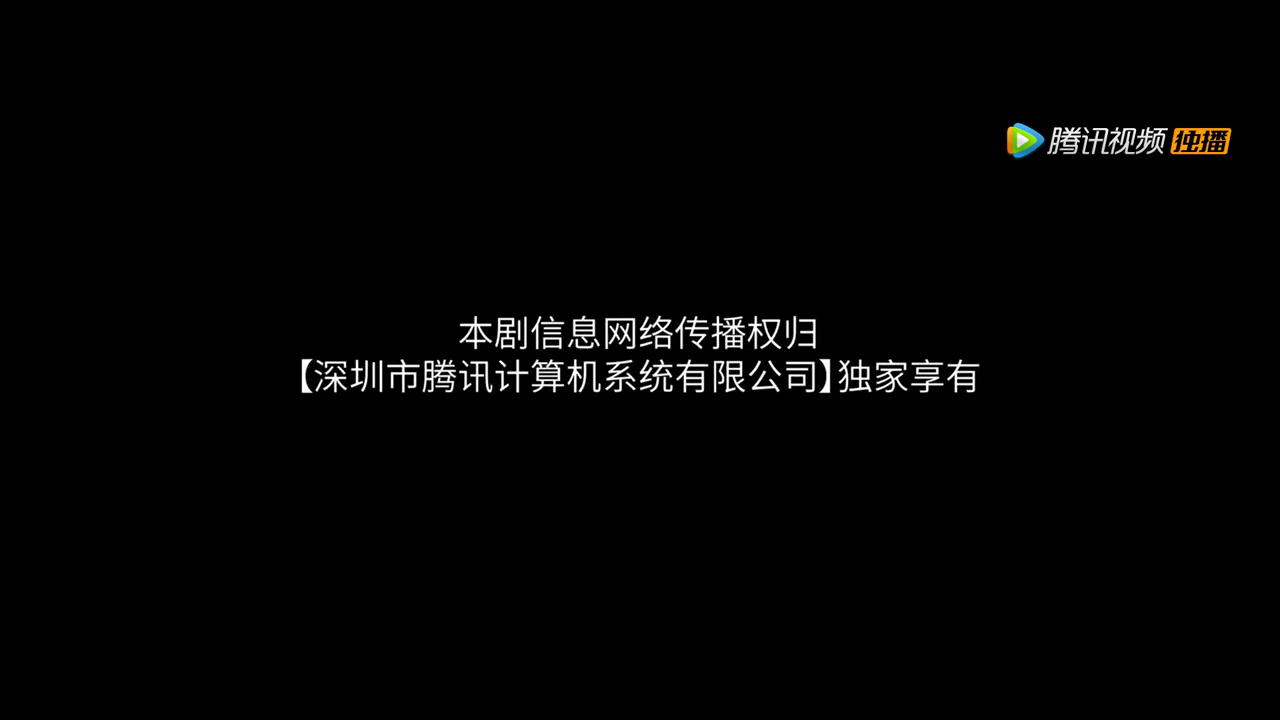 腾讯视频 独播
本剧信息网络传播权归
【深圳市腾讯计算机系统有限公司】独家享有